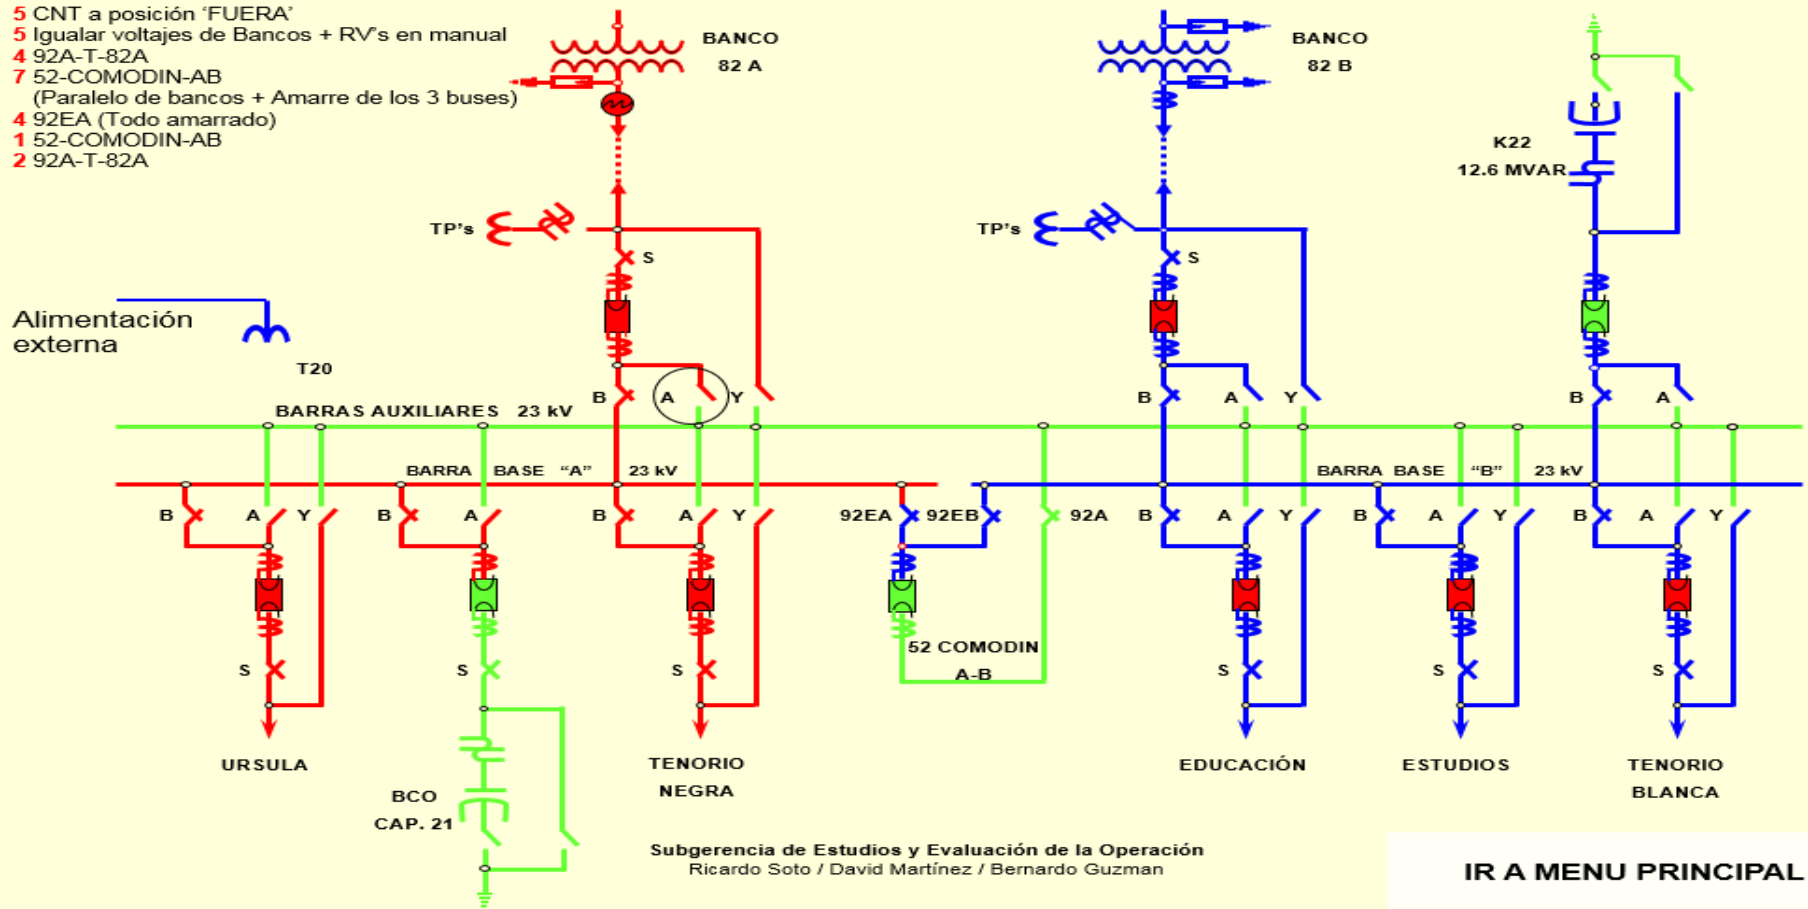 5 CNT a posición ‘FUERA’
5 Igualar voltajes de Bancos + RV's en manual
4 92A-T-82A
7 52-COMODIN-AB
(Paralelo de bancos + Amarre de los 3 buses)
4 92EA (Todo amarrado)
1 52-COMODIN-AB
2 92A-T-82A
BANCO
82 A
BANCO
82 B
K22
12.6 MVAR
TP's
S
TP's
S
Alimentación
externa
T20
B A Y
B A Y
B A
BARRAS AUXILIARES 23 kV
BARRA BASE “A” 23 kV
BARRA BASE “B” 23 kV
B A Y B A B A Y 92EA 92EB 92A B A Y B A Y B A Y
52 COMODIN
A-B
S S S S S S
URSULA
BCO
CAP. 21
TENORIO
NEGRA
EDUCACIÓN
ESTUDIOS
TENORIO
BLANCA
Subgerencia de Estudios y Evaluación de la Operación
Ricardo Soto / David Martínez / Bernardo Guzman
IR A MENU PRINCIPAL